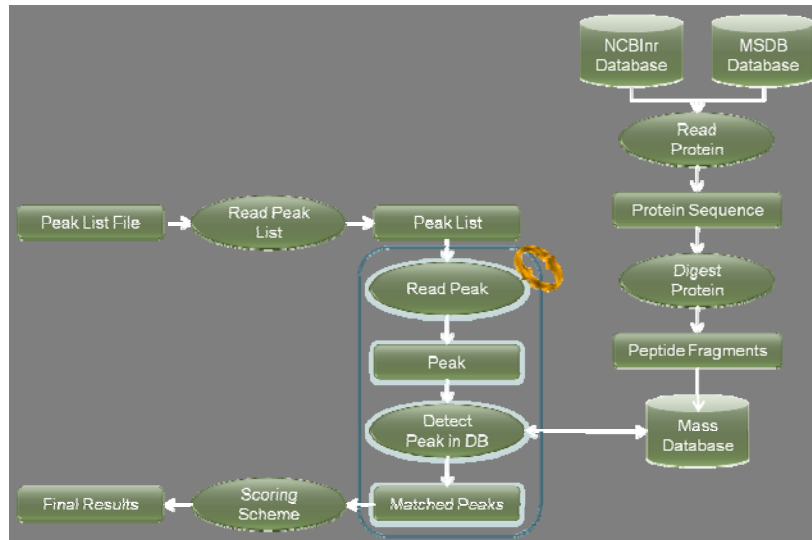 NCBInr
Database
MSDB
Database
Read
Protein
Peak List File
Read Peak
List
Peak List
Protein Sequence
Read Peak
Digest
Protein
Peak
Peptide Fragments
Detect
Peak in DB
Mass
Database
Final Results
Scoring
Scheme
Matched Peaks